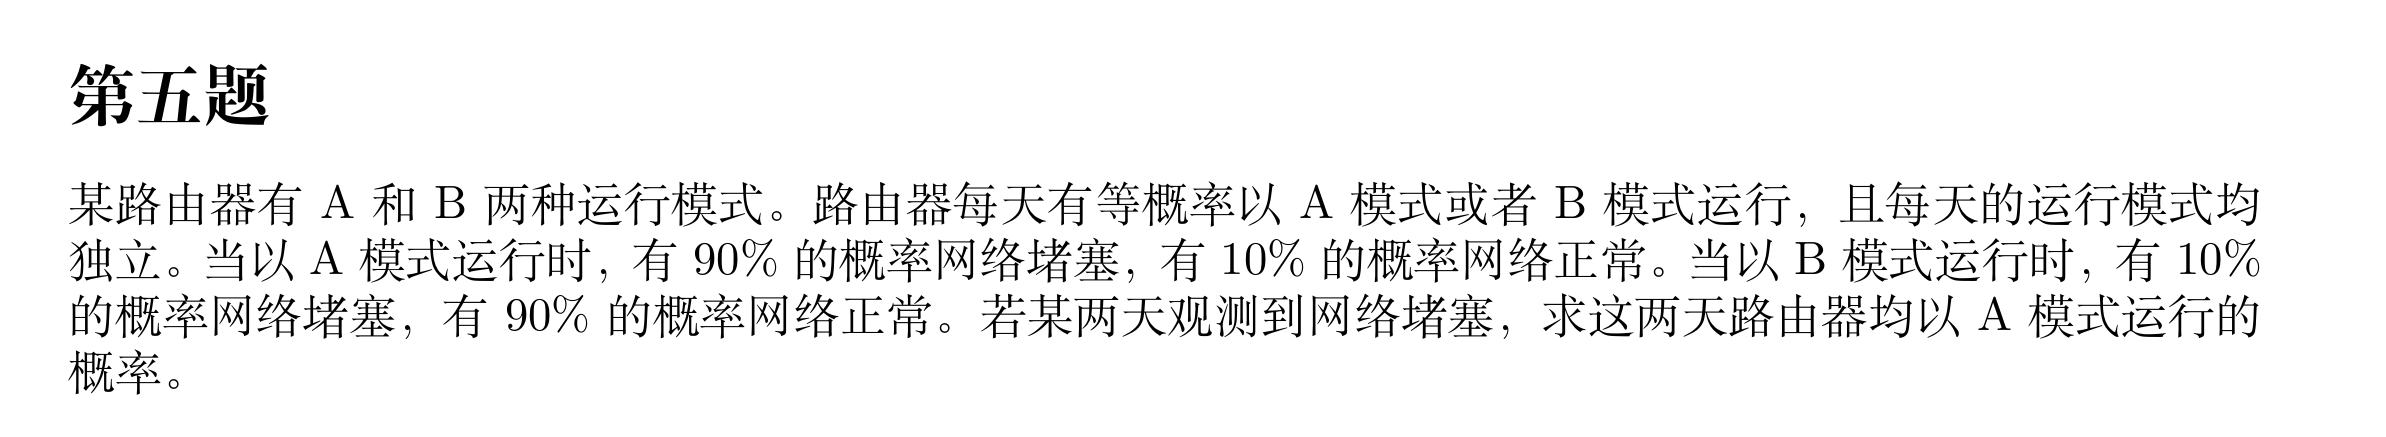 第五题
某路由器有 A 和 B 两种运行模式。路由器每天有等概率以 A 模式或者 B 模式运行，且每天的运行模式均
独立。当以 A 模式运行时，有 90% 的概率网络堵塞，有 10% 的概率网络正常。当以 B 模式运行时，有 10%
的概率网络堵塞，有 90% 的概率网络正常。若某两天观测到网络堵塞，求这两天路由器均以 A 模式运行的
概率。